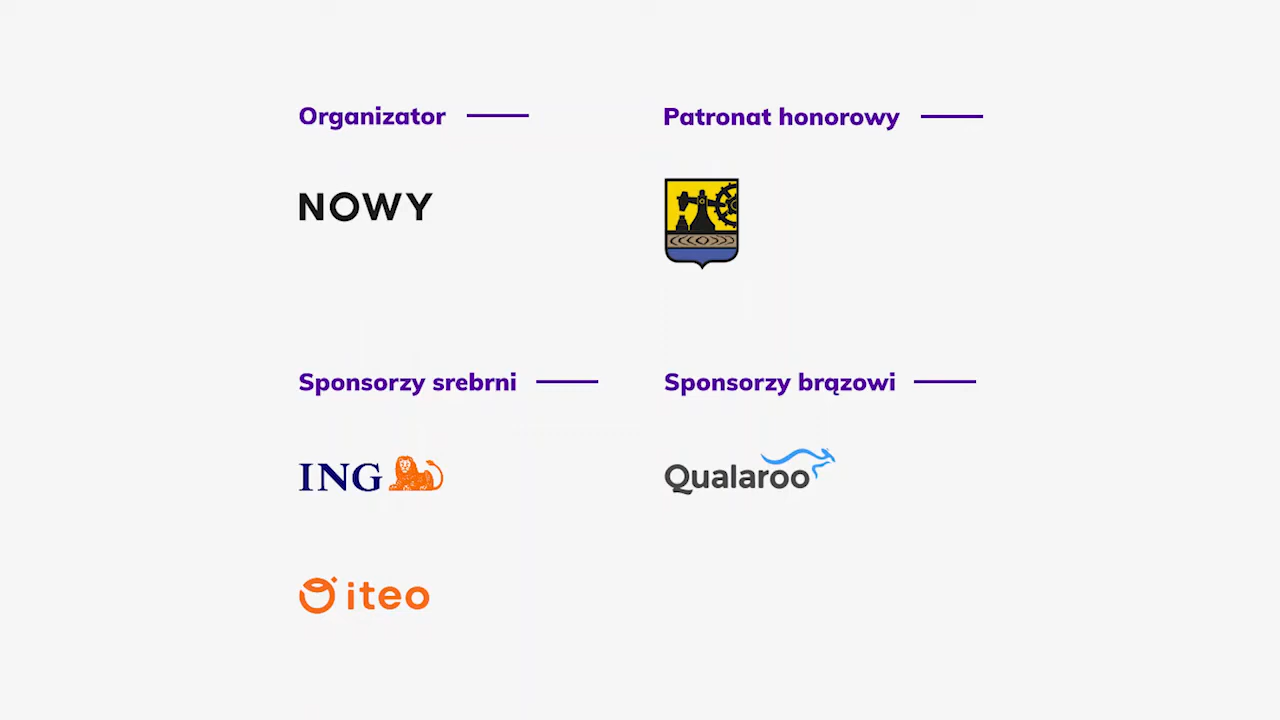 Organizator
NOWY
Patronat honorowy
Sponsorzy srebrni
ING
iteo
Sponsorzy brązowi
Qualaroo